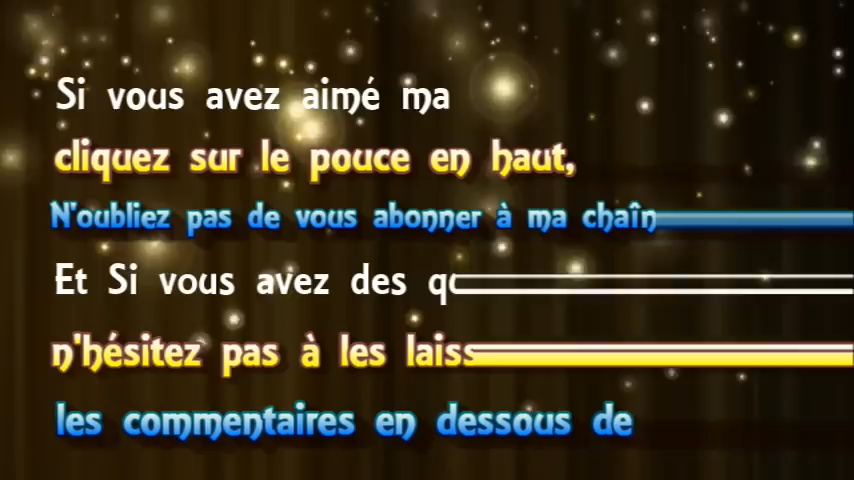 Si vous avez aimé ma
cliquez sur le pouce en haut,
N'oubliez pas de vous abonner à ma chaîn
Et Si vous avez des
n'hésitez pas à les laiss
les commentaires en dessous de